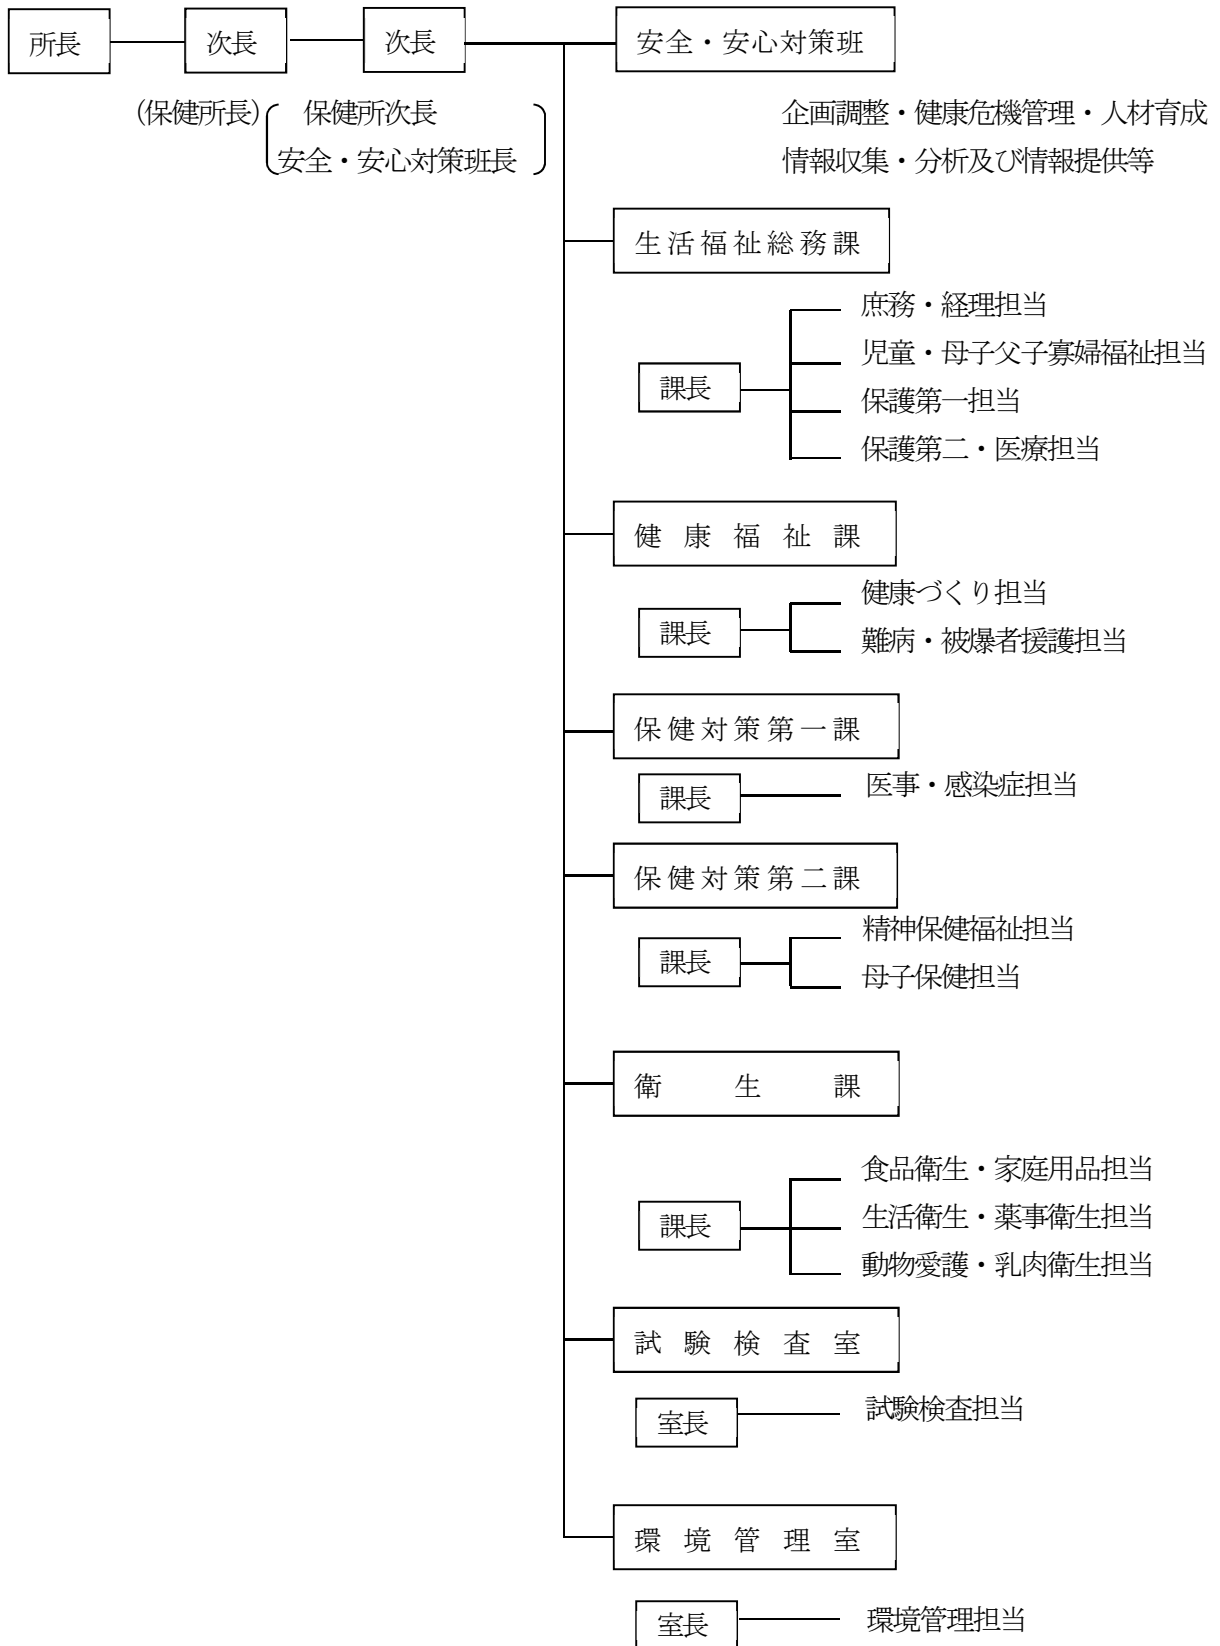 所長 次長 次長 安全・安心対策班
(保健所長) 保健所次長 企画調整・健康危機管理・人材育成
安全・安心対策班長 情報収集・分析及び情報提供等
生活福祉総務課
庶務・経理担当
児童・母子父子寡婦福祉担当
課長
保護第一担当
保護第二・医療担当
健康福祉課
健康づくり担当
課長
難病・被爆者援護担当
保健対策第一課
課長 医事・感染症担当
保健対策第二課
精神保健福祉担当
課長
母子保健担当
衛生課
食品衛生・家庭用品担当
課長 生活衛生・薬事衛生担当
動物愛護・乳肉衛生担当
試験検査室
室長 試験検査担当
環境管理室
室長 環境管理担当